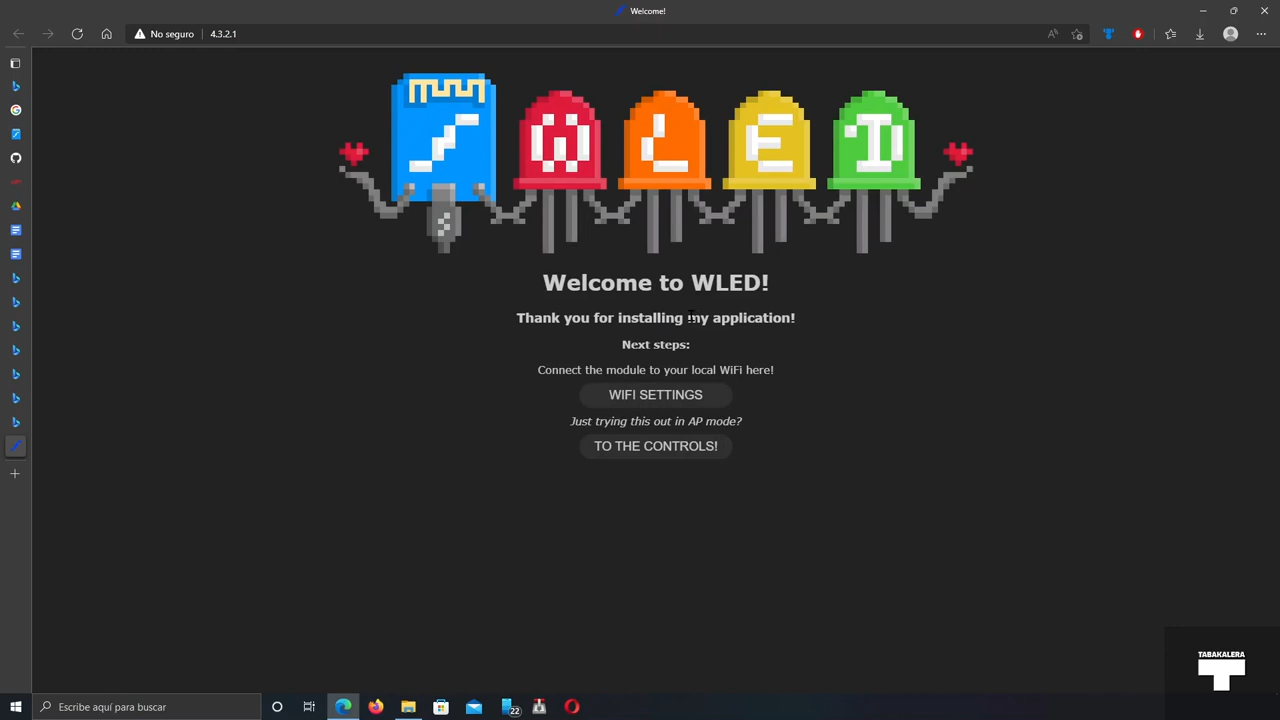 Welcome!
No seguro
4.3.2.1
WLED
Welcome to WLED!
Thank you for installing my application!
Next steps:
Connect the module to your local WiFi here!
WIFI SETTINGS
Just trying this out in AP mode?
TO THE CONTROLS!
TABAKALERA
Escribe aquí para buscar
22